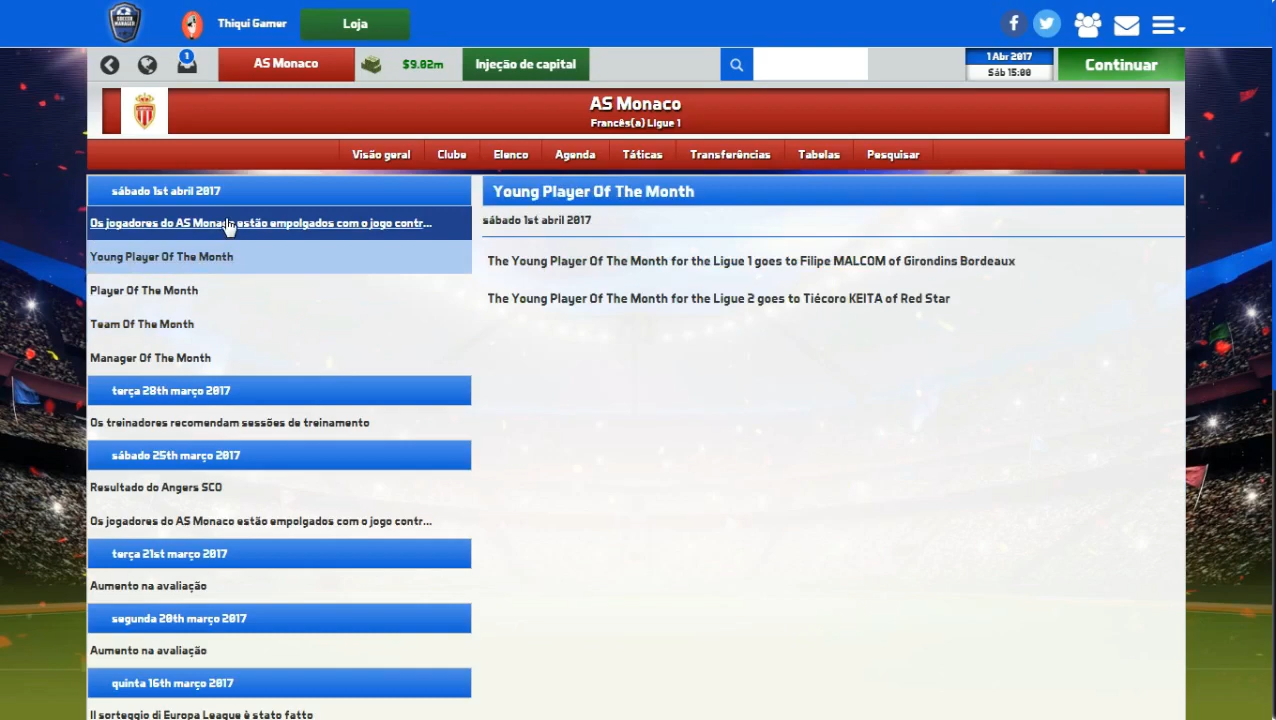 SOCCER MANAGER
Thiqui Gamer
Loja
1
AS Monaco
$9.02m
Injeção de capital
1 Abr 2017
Sáb 15:00
Continuar
AS Monaco
Francês(a) Ligue 1
Visão geral
Clube
Elenco
Agenda
Táticas
Transferências
Tabelas
Pesquisar
sábado 1st abril 2017
Os jogadores do AS Monaco estão empolgados com o jogo contr...
Young Player Of The Month
Player Of The Month
Team Of The Month
Manager Of The Month
terça 28th março 2017
Os treinadores recomendam sessões de treinamento
sábado 25th março 2017
Resultado do Angers SCO
Os jogadores do AS Monaco estão empolgados com o jogo contr...
terça 21st março 2017
Aumento na avaliação
segunda 20th março 2017
Aumento na avaliação
quinta 16th março 2017
Il sorteggio di Europa League è stato fatto
Young Player Of The Month
sábado 1st abril 2017
The Young Player Of The Month for the Ligue 1 goes to Filipe MALCOM of Girondins Bordeaux
The Young Player Of The Month for the Ligue 2 goes to Tiécoro KEITA of Red Star